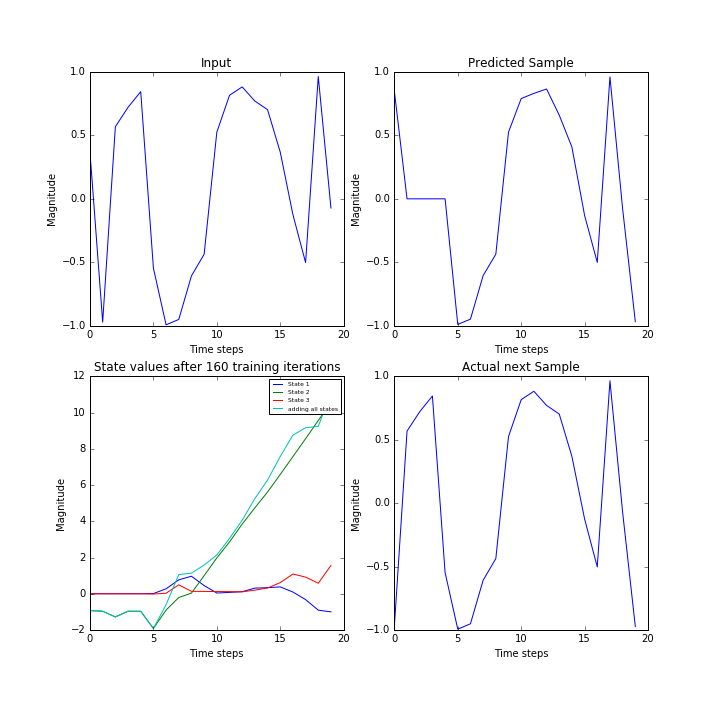 Input
Magnitude
1.0
0.5
0.0
−0.5
−1.0
0 5 10 15 20
Time steps
Predicted Sample
Magnitude
1.0
0.5
0.0
−0.5
−1.0
0 5 10 15 20
Time steps
State values after 160 training iterations
Magnitude
12
10
8
6
4
2
0
−2
0 5 10 15 20
Time steps
State 1
State 2
State 3
adding all states
Actual next Sample
Magnitude
1.0
0.5
0.0
−0.5
−1.0
0 5 10 15 20
Time steps